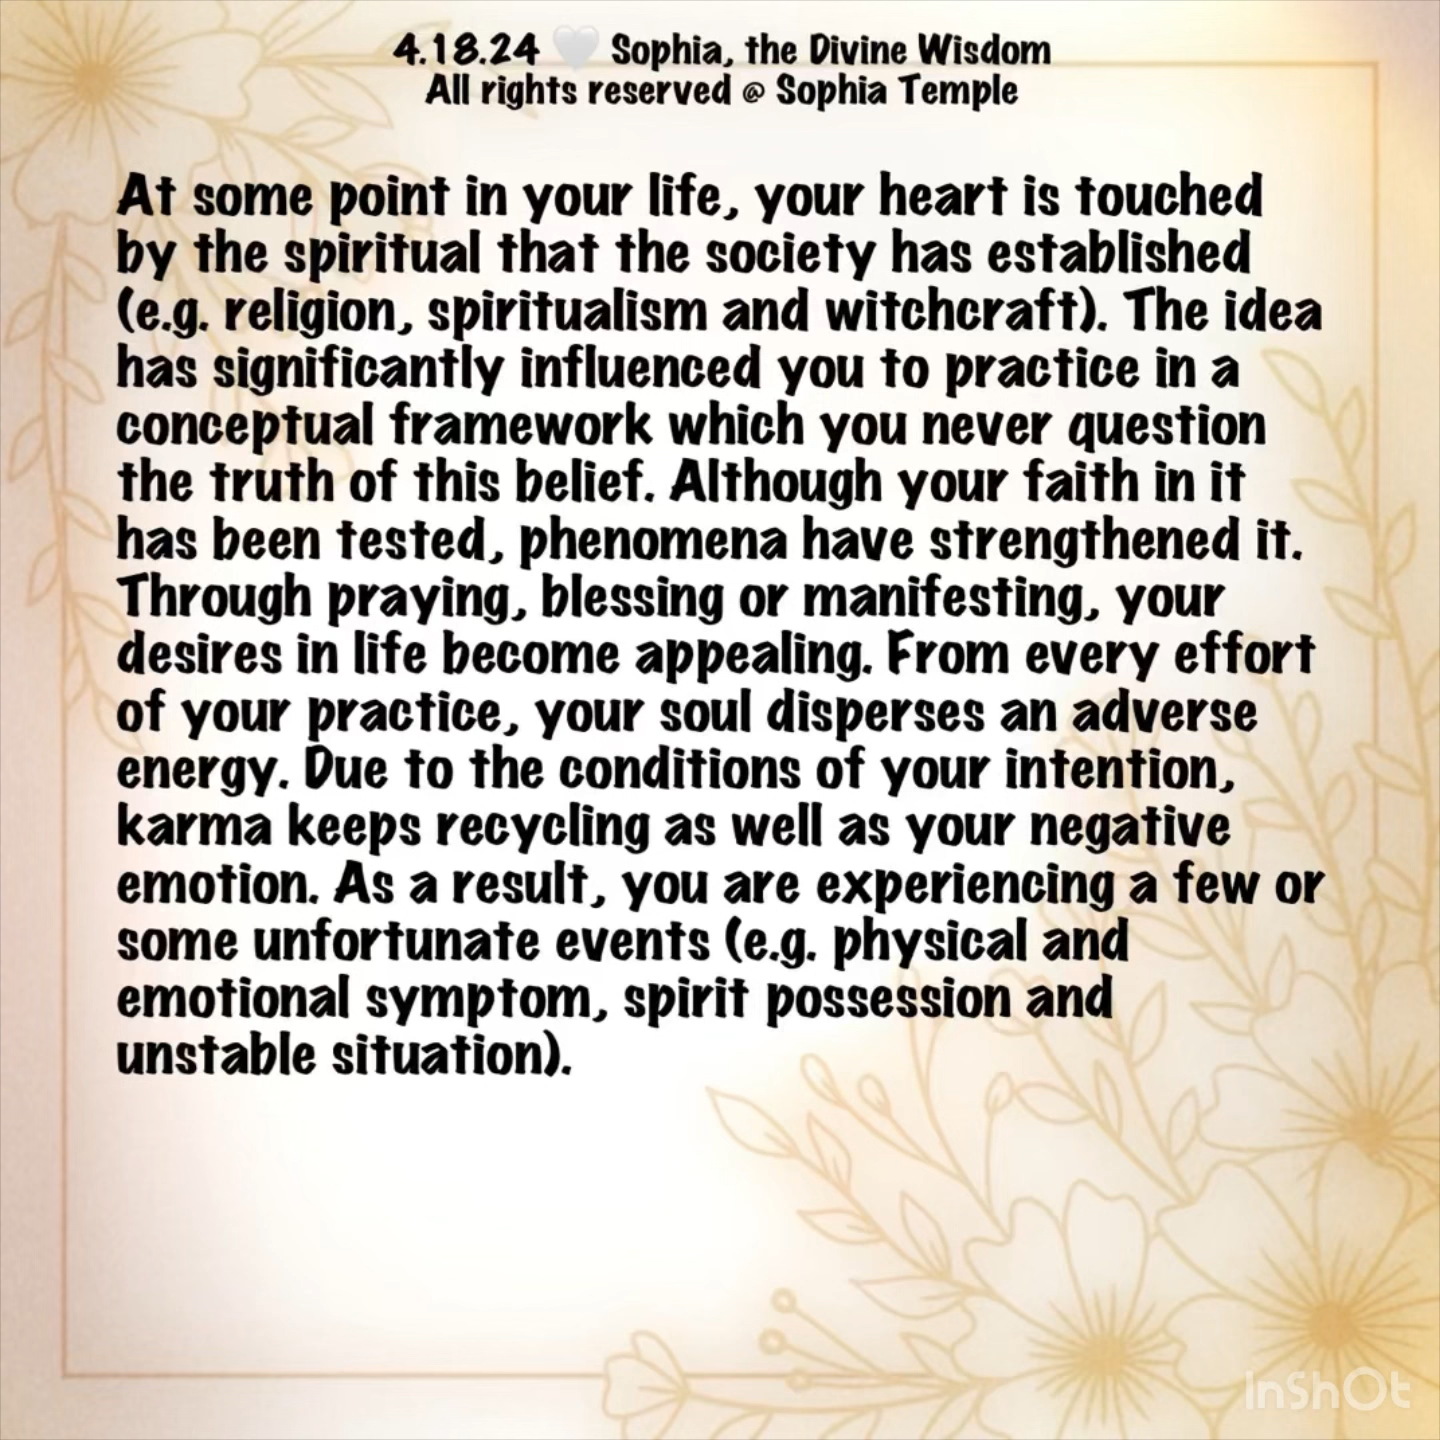 4.18.24 🤍 Sophia, the Divine Wisdom
All rights reserved @ Sophia Temple
At some point in your life, your heart is touched
by the spiritual that the society has established
(e.g. religion, spiritualism and witchcraft). The idea
has significantly influenced you to practice in a
conceptual framework which you never question
the truth of this belief. Although your faith in it
has been tested, phenomena have strengthened it.
Through praying, blessing or manifesting, your
desires in life become appealing. From every effort
of your practice, your soul disperses an adverse
energy. Due to the conditions of your intention,
karma keeps recycling as well as your negative
emotion. As a result, you are experiencing a few or
some unfortunate events (e.g. physical and
emotional symptom, spirit possession and
unstable situation).
InShOt